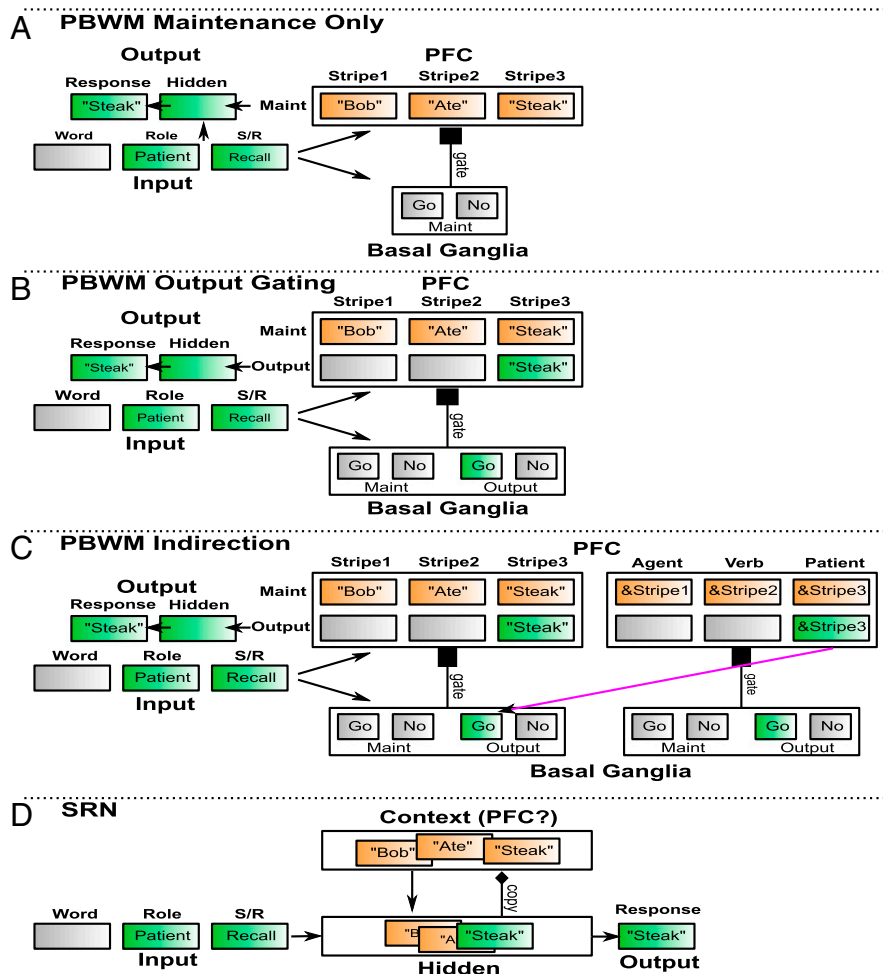 A PBWM Maintenance Only
Output PFC
Response Hidden Stripe1 Stripe2 Stripe3
"Steak" Maint "Bob" "Ate" "Steak"
Word Role S/R
Patient Recall
Input
gate
Go No
Maint
Basal Ganglia
B PBWM Output Gating PFC
Stripe1 Stripe2 Stripe3
Output
Maint "Bob" "Ate" "Steak"
Response Hidden
"Steak" Output "Steak"
Word Role S/R
Patient Recall
Input
gate
Go No Go No
Maint Output
Basal Ganglia
C PBWM Indirection PFC
Stripe1 Stripe2 Stripe3 Agent Verb Patient
Output
Maint "Bob" "Ate" "Steak" &Stripe1 &Stripe2 &Stripe3
Response Hidden
"Steak" Output "Steak" &Stripe3
Word Role S/R
Patient Recall
Input
gate gate
Go No Go No Go No Go No
Maint Output Maint Output
Basal Ganglia
D SRN
Context (PFC?)
"Bob" "Ate" "Steak"
copy
Word Role S/R Response
Patient Recall "B "A "Steak" "Steak"
Input Hidden Output